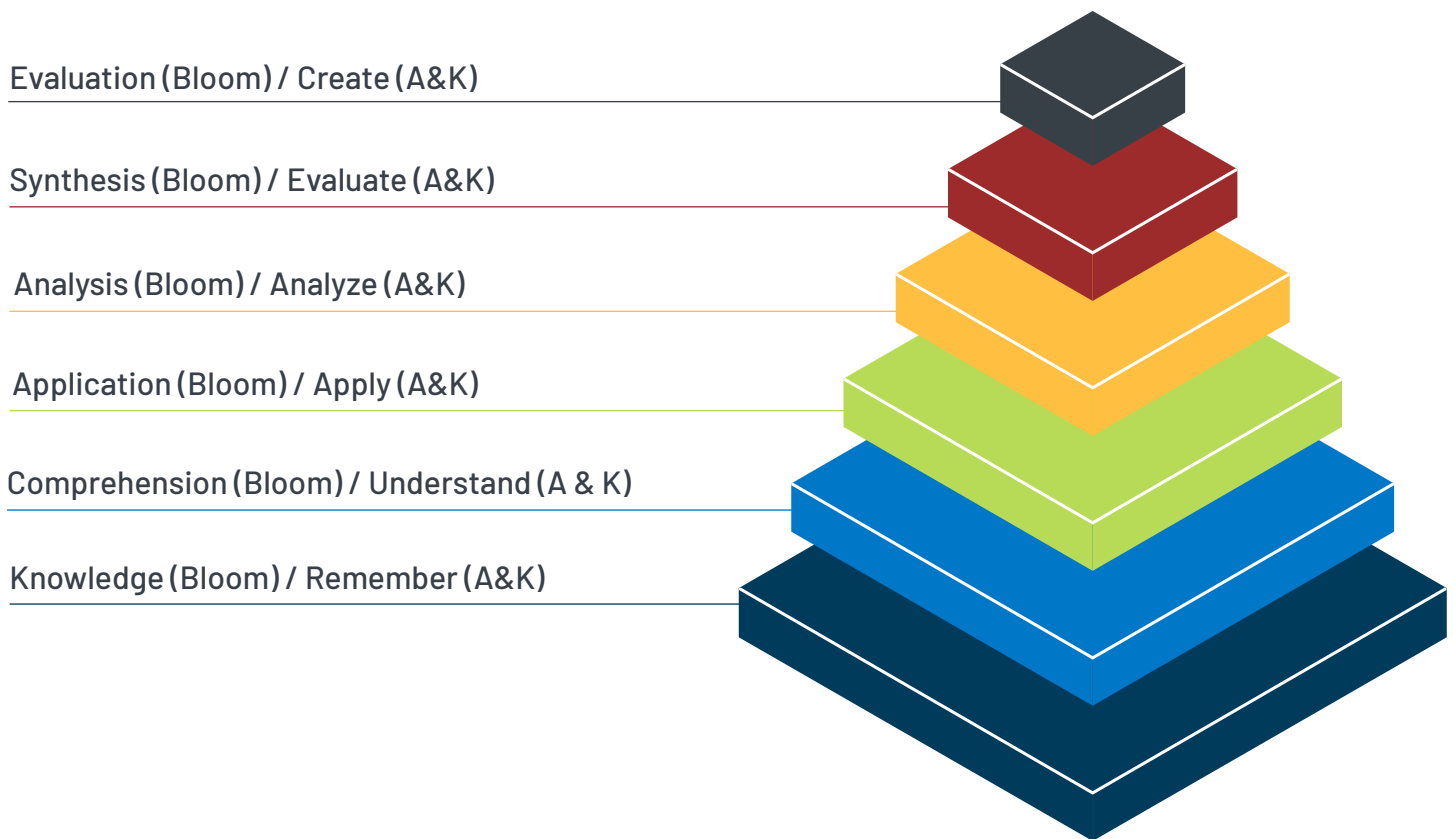 Evaluation (Bloom) / Create (A&K)
Synthesis (Bloom) / Evaluate (A&K)
Analysis (Bloom) / Analyze (A&K)
Application (Bloom) / Apply (A&K)
Comprehension (Bloom) / Understand (A & K)
Knowledge (Bloom) / Remember (A&K)